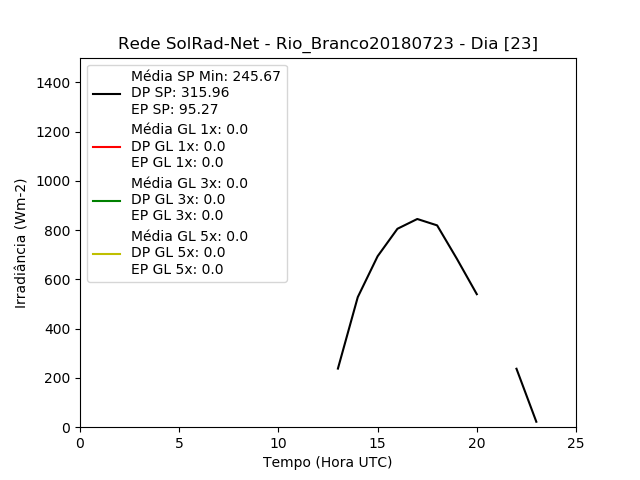 Rede SolRad-Net - Rio_Branco20180723 - Dia [23]
Média SP Min: 245.67
DP SP: 315.96
EP SP: 95.27
Média GL 1x: 0.0
DP GL 1x: 0.0
EP GL 1x: 0.0
Média GL 3x: 0.0
DP GL 3x: 0.0
EP GL 3x: 0.0
Média GL 5x: 0.0
DP GL 5x: 0.0
EP GL 5x: 0.0
Irradiância (Wm-2)
1400
1200
1000
800
600
400
200
0
0 5 10 15 20 25
Tempo (Hora UTC)